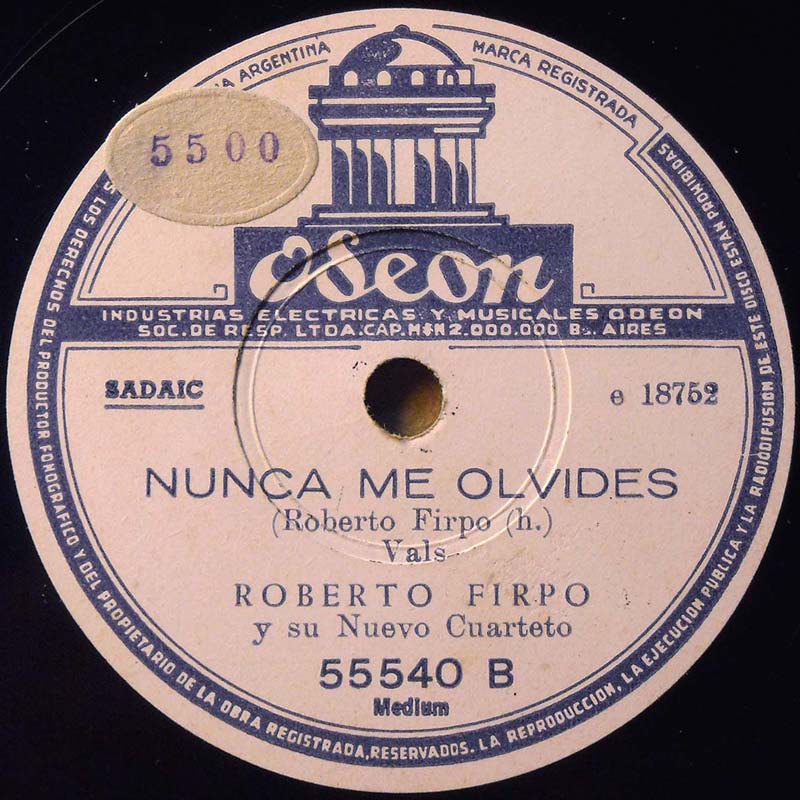 ARGENTINA
MARCA REGISTRADA
5500
Odeon
INDUSTRIAS ELECTRICAS Y MUSICALES ODEON
SOC. DE RESP. LTDA. CAP. M$N 2.000.000 Bs. AIRES
SADAIC
e 18752
NUNCA ME OLVIDES
(Roberto Firpo (h.)
Vals
ROBERTO FIRPO
y su Nuevo Cuarteto
55540 B
Medium
LOS DERECHOS DEL PRODUCTOR FONOGRAFICO Y DEL PROPIETARIO DE LA OBRA REGISTRADA, RESERVADOS. LA REPRODUCCION, LA EJECUCION PUBLICA Y LA RADIODIFUSION DE ESTE DISCO ESTAN PROHIBIDAS